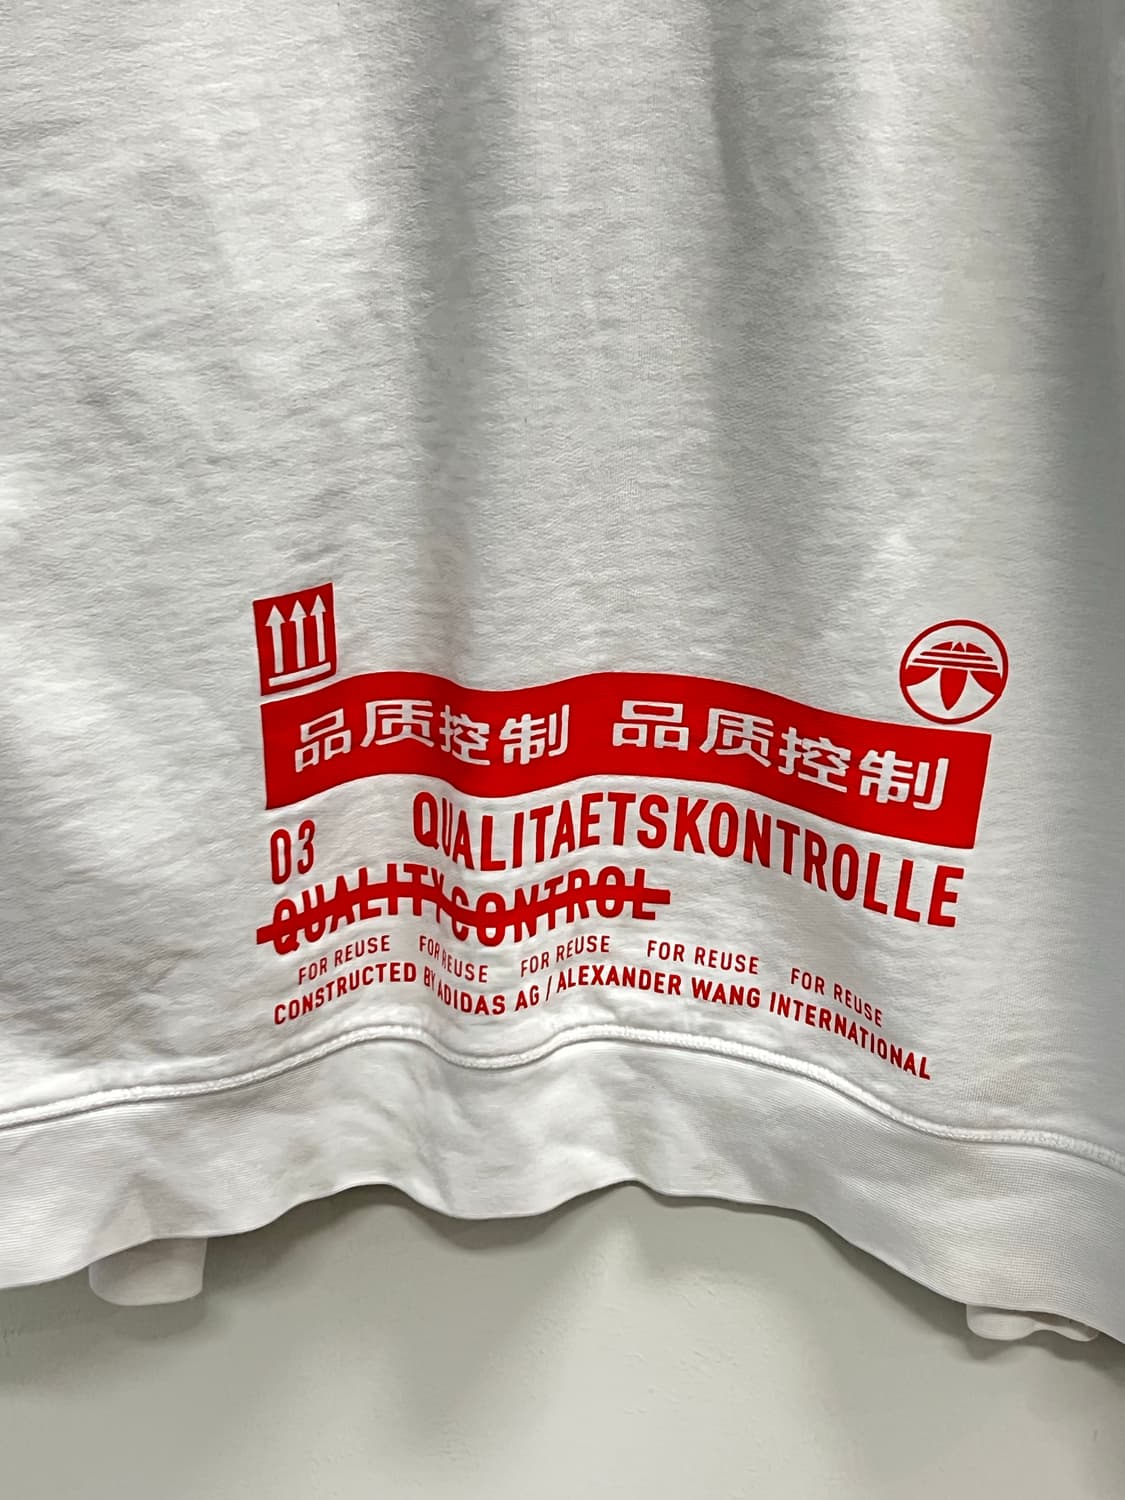 品质控制 品质控制
03 QUALITAETSKONTROLLE
QUALITY CONTROL
FOR REUSE FOR REUSE FOR REUSE FOR REUSE FOR REUSE
CONSTRUCTED BY ADIDAS AG / ALEXANDER WANG INTERNATIONAL